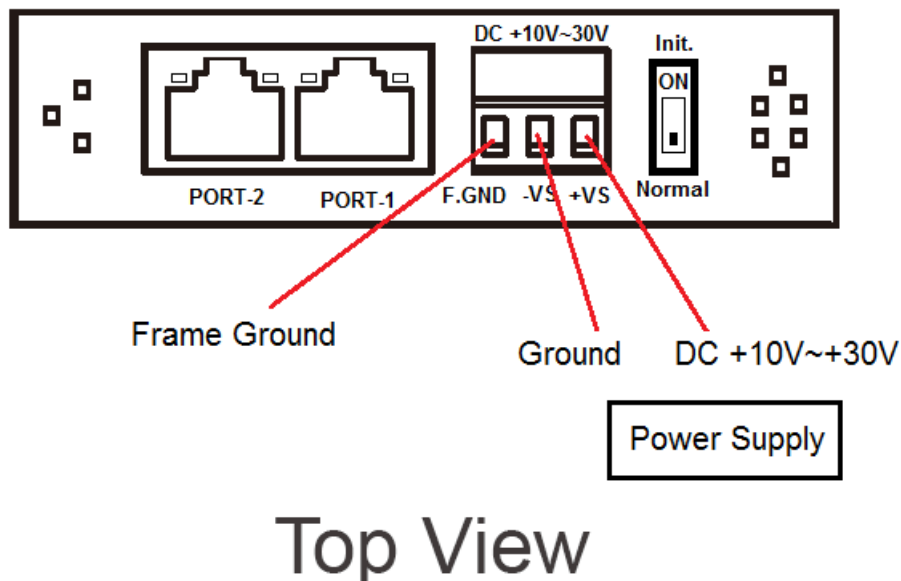 DC +10V~30V
Init.
ON
PORT-2 PORT-1 F.GND -VS +VS Normal
Frame Ground
Ground DC +10V~+30V
Power Supply
Top View